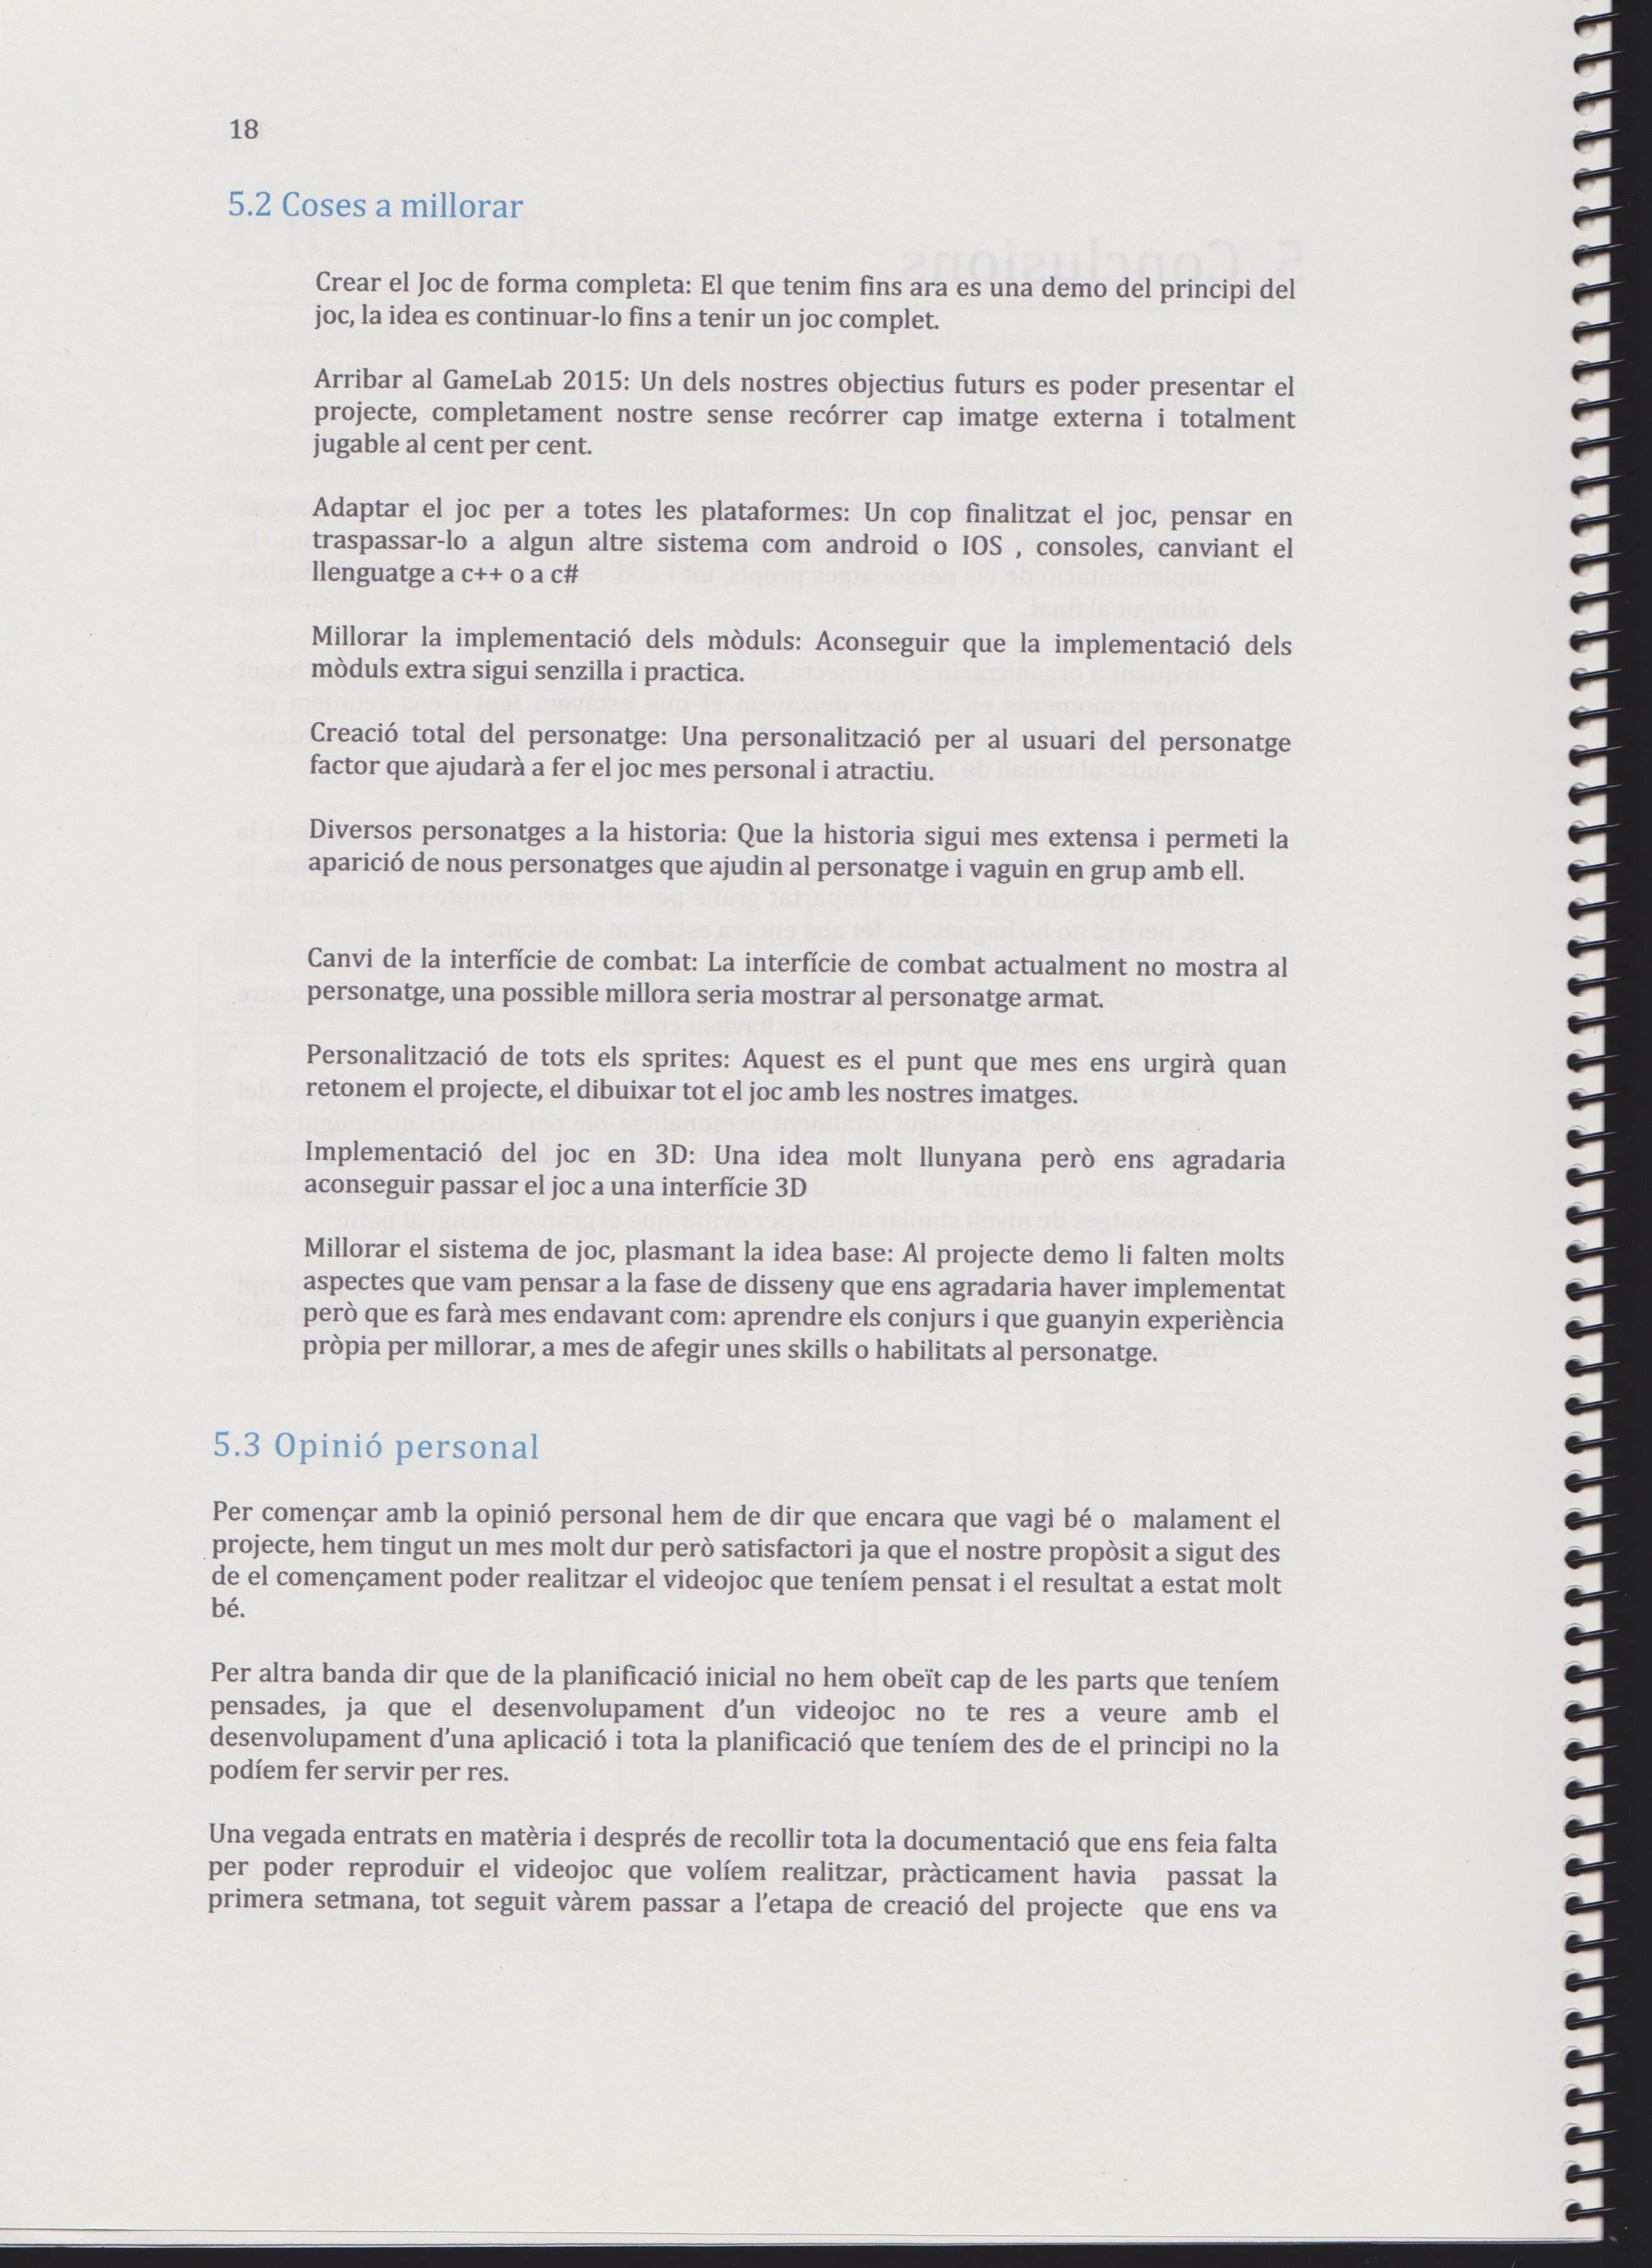 18
5.2 Coses a millorar
Crear el Joc de forma completa: El que tenim fins ara es una demo del principi del
joc, la idea es continuar-lo fins a tenir un joc complet.
Arribar al GameLab 2015: Un dels nostres objectius futurs es poder presentar el
projecte, completament nostre sense recórrer cap imatge externa i totalment
jugable al cent per cent.
Adaptar el joc per a totes les plataformes: Un cop finalitzat el joc, pensar en
traspassar-lo a algun altre sistema com android o IOS , consoles, canviant el
llenguatge a c++ o a c#
Millorar la implementació dels mòduls: Aconseguir que la implementació dels
mòduls extra sigui senzilla i practica.
Creació total del personatge: Una personalització per al usuari del personatge
factor que ajudarà a fer el joc mes personal i atractiu.
Diversos personatges a la historia: Que la historia sigui mes extensa i permeti la
aparició de nous personatges que ajudin al personatge i vaguin en grup amb ell.
Canvi de la interfície de combat: La interfície de combat actualment no mostra al
personatge, una possible millora seria mostrar al personatge armat.
Personalització de tots els sprites: Aquest es el punt que mes ens urgirà quan
retonem el projecte, el dibuixar tot el joc amb les nostres imatges.
Implementació del joc en 3D: Una idea molt llunyana però ens agradaria
aconseguir passar el joc a una interfície 3D
Millorar el sistema de joc, plasmant la idea base: Al projecte demo li falten molts
aspectes que vam pensar a la fase de disseny que ens agradaria haver implementat
però que es farà mes endavant com: aprendre els conjurs i que guanyin experiència
pròpia per millorar, a mes de afegir unes skills o habilitats al personatge.
5.3 Opinió personal
Per començar amb la opinió personal hem de dir que encara que vagi bé o malament el
projecte, hem tingut un mes molt dur però satisfactori ja que el nostre propòsit a sigut des
de el començament poder realitzar el videojoc que teníem pensat i el resultat a estat molt
bé.
Per altra banda dir que de la planificació inicial no hem obeït cap de les parts que teníem
pensades, ja que el desenvolupament d'un videojoc no te res a veure amb el
desenvolupament d'una aplicació i tota la planificació que teníem des de el principi no la
podíem fer servir per res.
Una vegada entrats en matèria i després de recollir tota la documentació que ens feia falta
per poder reproduir el videojoc que volíem realitzar, pràcticament havia passat la
primera setmana, tot seguit vàrem passar a l'etapa de creació del projecte que ens va